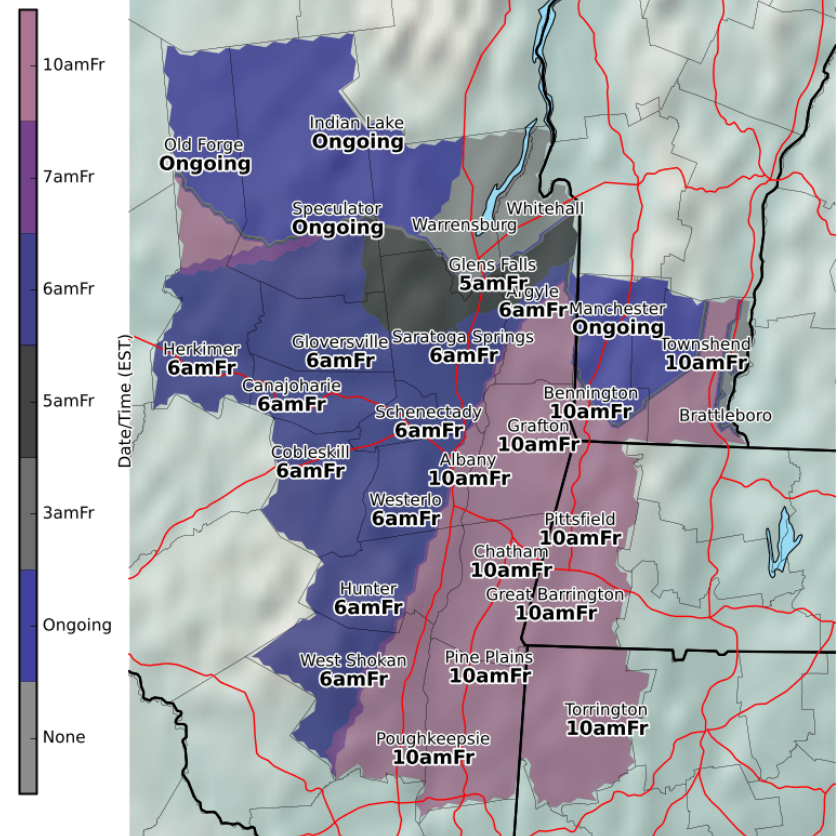 10amFr
7amFr
6amFr
5amFr
3amFr
Ongoing
None
Date/Time (EST)
Indian Lake
Ongoing
Old Forge
Ongoing
Speculator
Ongoing
Whitehall
Warrensburg
Glens Falls
5amFr
Argyle
6amFr
Manchester
Ongoing
Saratoga Springs
6amFr
Gloversville
6amFr
Herkimer
6amFr
Townshend
10amFr
Canajoharie
6amFr
Bennington
10amFr
Brattleboro
Schenectady
6amFr
Grafton
10amFr
Cobleskill
6amFr
Albany
10amFr
Westerlo
6amFr
Pittsfield
10amFr
Chatham
10amFr
Hunter
6amFr
Great Barrington
10amFr
West Shokan
6amFr
Pine Plains
10amFr
Torrington
10amFr
Poughkeepsie
10amFr